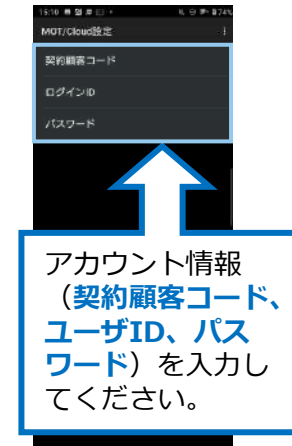 15:10
74%
MOT/Cloud設定
契約顧客コード
ログインID
パスワード
アカウント情報
（契約顧客コード、
ユーザID、パス
ワード）を入力し
てください。